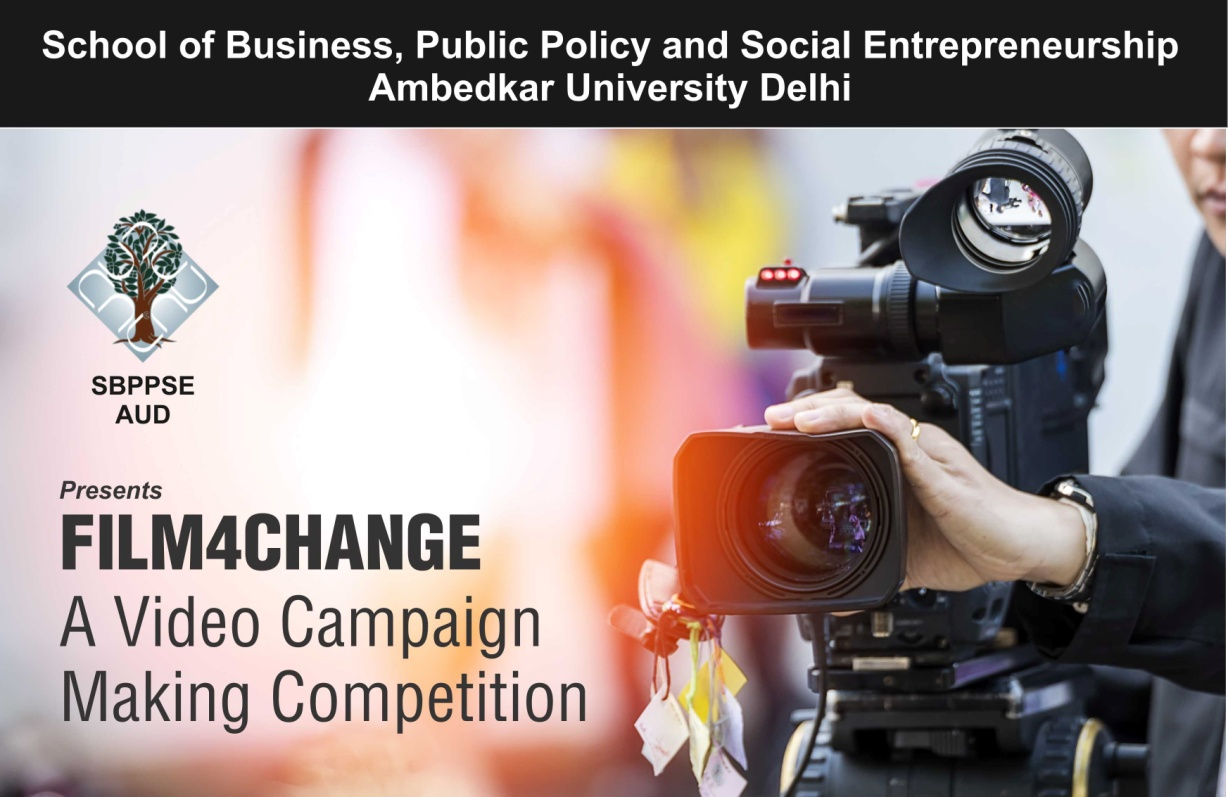 School of Business, Public Policy and Social Entrepreneurship
Ambedkar University Delhi
SBPPSE
AUD
Presents
FILM4CHANGE
A Video Campaign
Making Competition